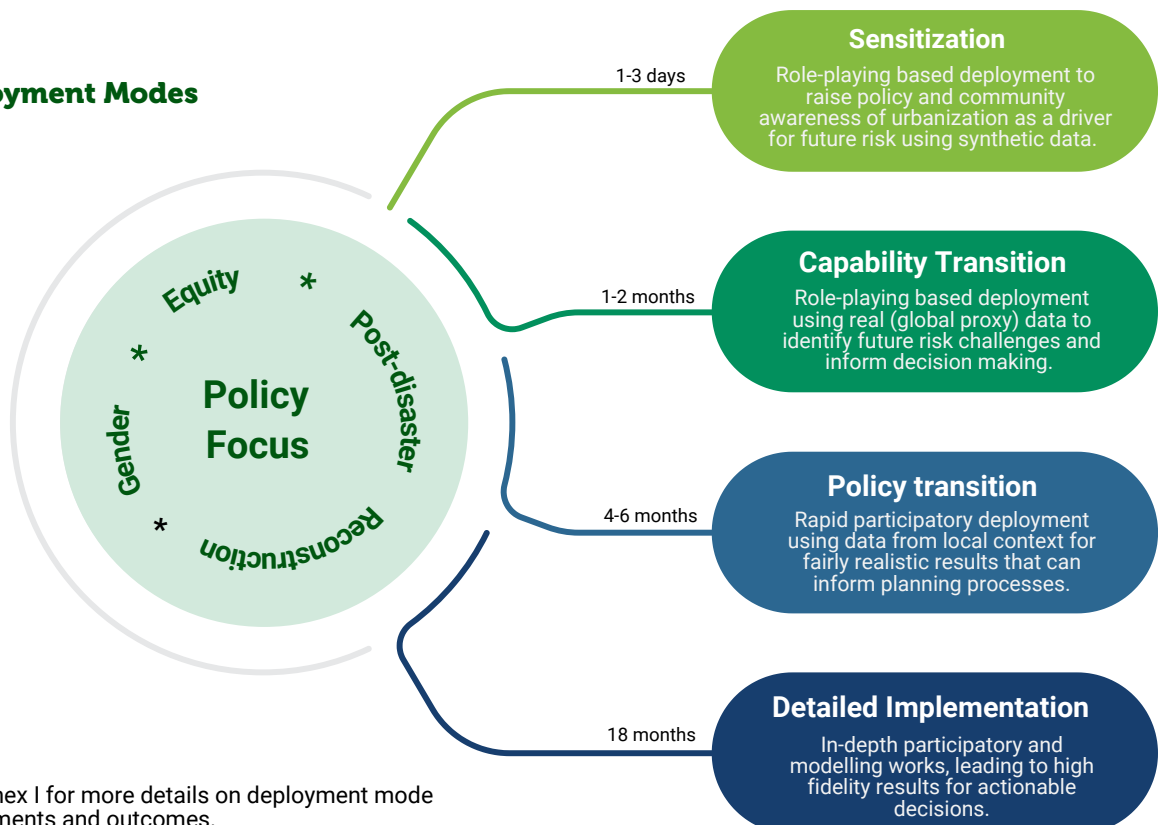 oyment Modes
1-3 days
Sensitization
Role-playing based deployment to
raise policy and community
awareness of urbanization as a driver
for future risk using synthetic data.
1-2 months
Capability Transition
Role-playing based deployment
using real (global proxy) data to
identify future risk challenges and
inform decision making.
Policy
Focus
Gender
*
Equity
*
Post-disaster
Reconstruction
*
4-6 months
Policy transition
Rapid participatory deployment
using data from local context for
fairly realistic results that can
inform planning processes.
18 months
Detailed Implementation
In-depth participatory and
modelling works, leading to high
fidelity results for actionable
decisions.
nex I for more details on deployment mode
ments and outcomes.